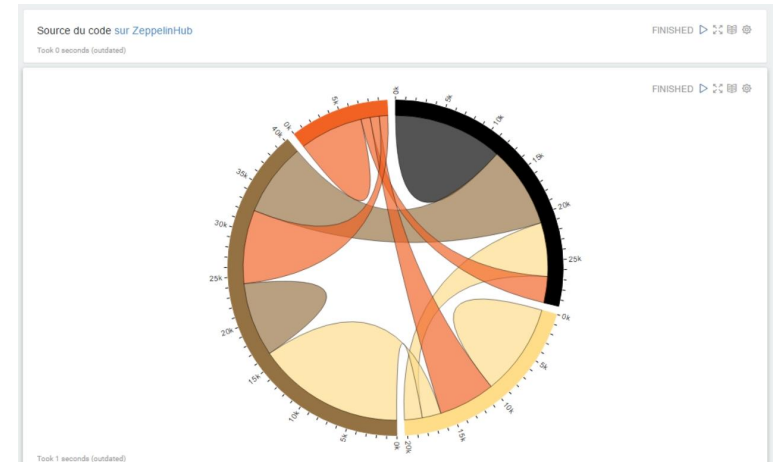 Source du code sur ZeppelinHub
FINISHED
Took 0 seconds (outdated)
FINISHED
0k
5k
10k
15k
20k
25k
0k
5k
10k
15k
20k
0k
5k
10k
15k
20k
25k
30k
35k
40k
0k
5k
Took 1 seconds (outdated)